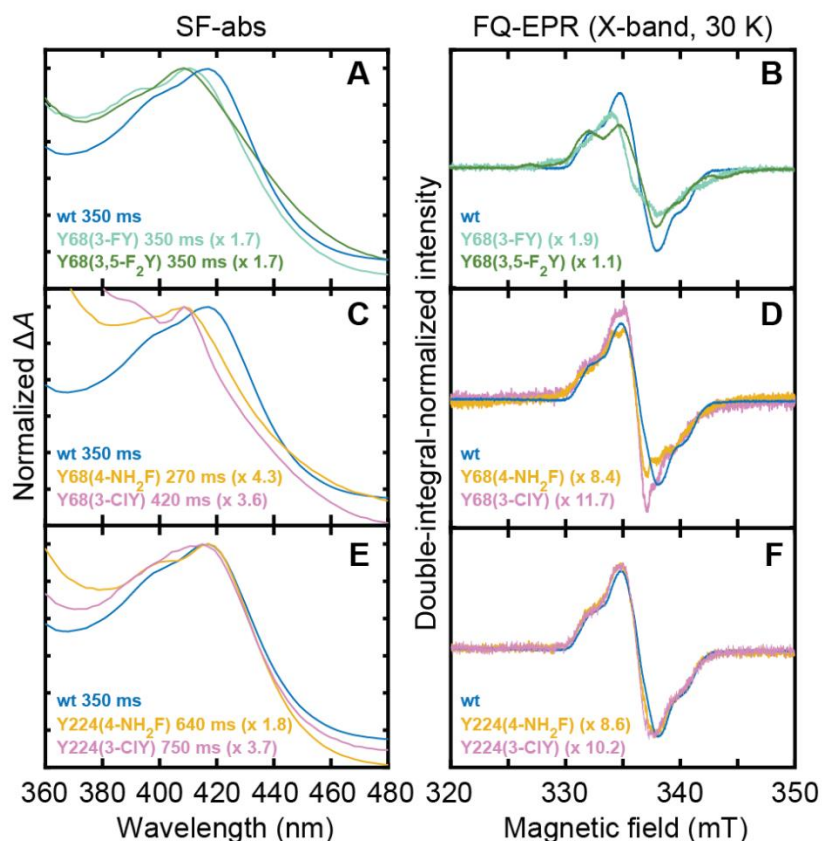 SF-abs
FQ-EPR (X-band, 30 K)
A
wt 350 ms
Y68(3-FY) 350 ms (x 1.7)
Y68(3,5-F₂Y) 350 ms (x 1.7)
B
wt
Y68(3-FY) (x 1.9)
Y68(3,5-F₂Y) (x 1.1)
C
wt 350 ms
Y68(4-NH₂F) 270 ms (x 4.3)
Y68(3-ClY) 420 ms (x 3.6)
D
wt
Y68(4-NH₂F) (x 8.4)
Y68(3-ClY) (x 11.7)
E
wt 350 ms
Y224(4-NH₂F) 640 ms (x 1.8)
Y224(3-ClY) 750 ms (x 3.7)
F
wt
Y224(4-NH₂F) (x 8.6)
Y224(3-ClY) (x 10.2)
Normalized ΔA
Double-integral-normalized intensity
360 380 400 420 440 460 480
320 330 340 350
Wavelength (nm)
Magnetic field (mT)